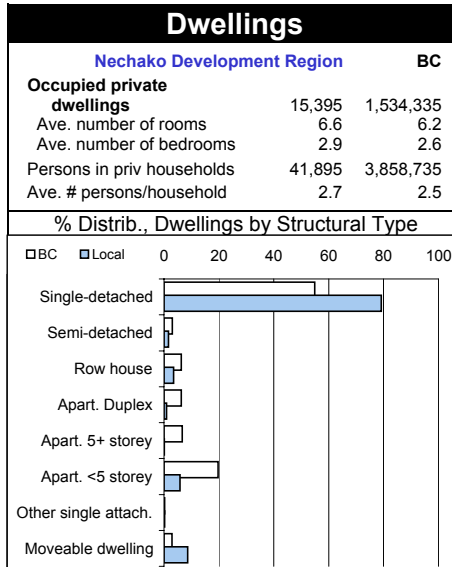 Dwellings
Nechako Development Region BC
Occupied private
dwellings 15,395 1,534,335
Ave. number of rooms 6.6 6.2
Ave. number of bedrooms 2.9 2.6
Persons in priv households 41,895 3,858,735
Ave. # persons/household 2.7 2.5
% Distrib., Dwellings by Structural Type
BC Local 0 20 40 60 80 100
Single-detached
Semi-detached
Row house
Apart. Duplex
Apart. 5+ storey
Apart. <5 storey
Other single attach.
Moveable dwelling